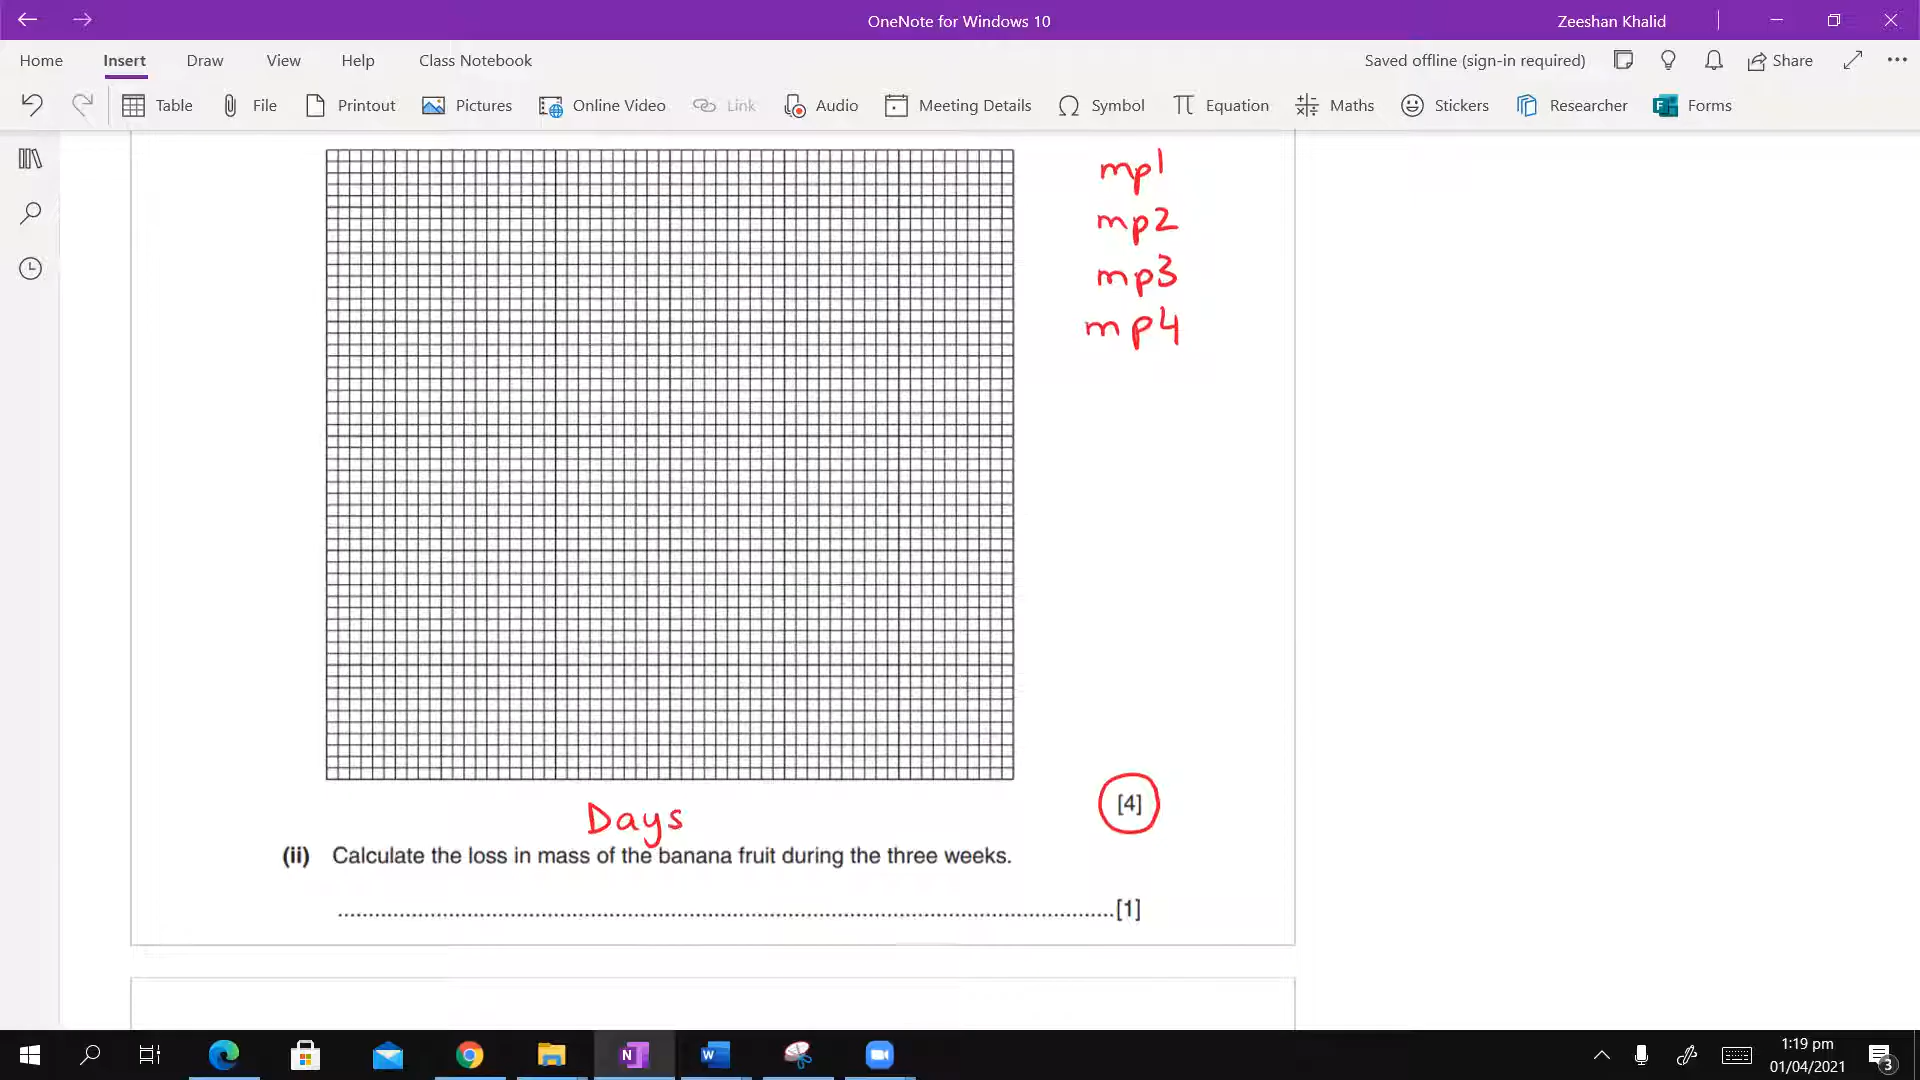 OneNote for Windows 10
Zeeshan Khalid
Home Insert Draw View Help Class Notebook
Saved offline (sign-in required) Share
Table File Printout Pictures Online Video Link Audio Meeting Details Symbol Equation Maths Stickers Researcher Forms
mp1
mp2
mp3
mp4
[4]
Days
(ii) Calculate the loss in mass of the banana fruit during the three weeks.
[1]
1:19 pm
01/04/2021
3